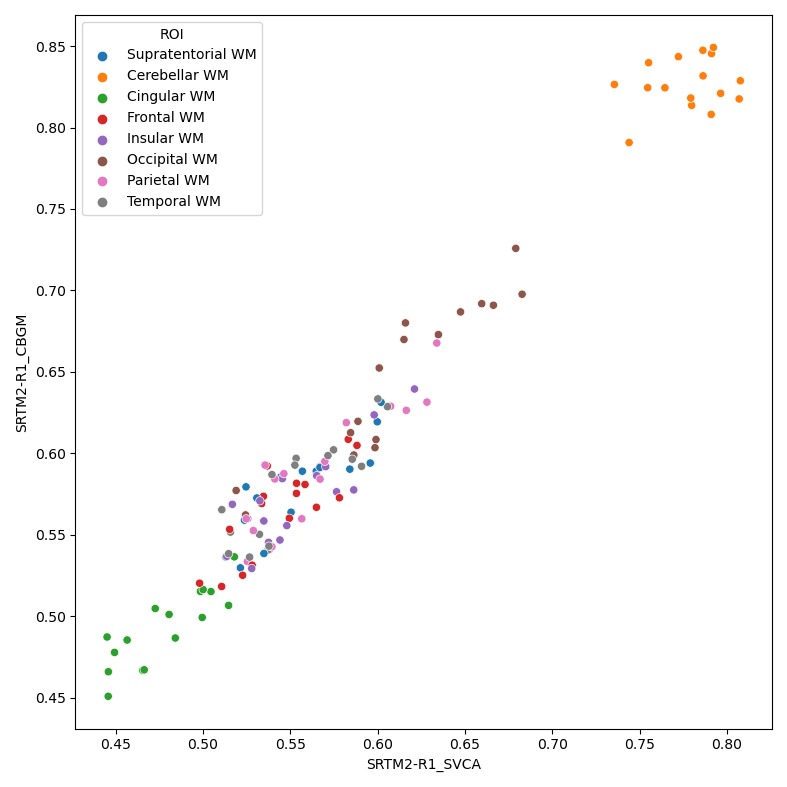 ROI
Supratentorial WM
Cerebellar WM
Cingular WM
Frontal WM
Insular WM
Occipital WM
Parietal WM
Temporal WM
0.85
0.80
0.75
0.70
0.65
0.60
0.55
0.50
0.45
SRTM2-R1_CBGM
0.45 0.50 0.55 0.60 0.65 0.70 0.75 0.80
SRTM2-R1_SVCA